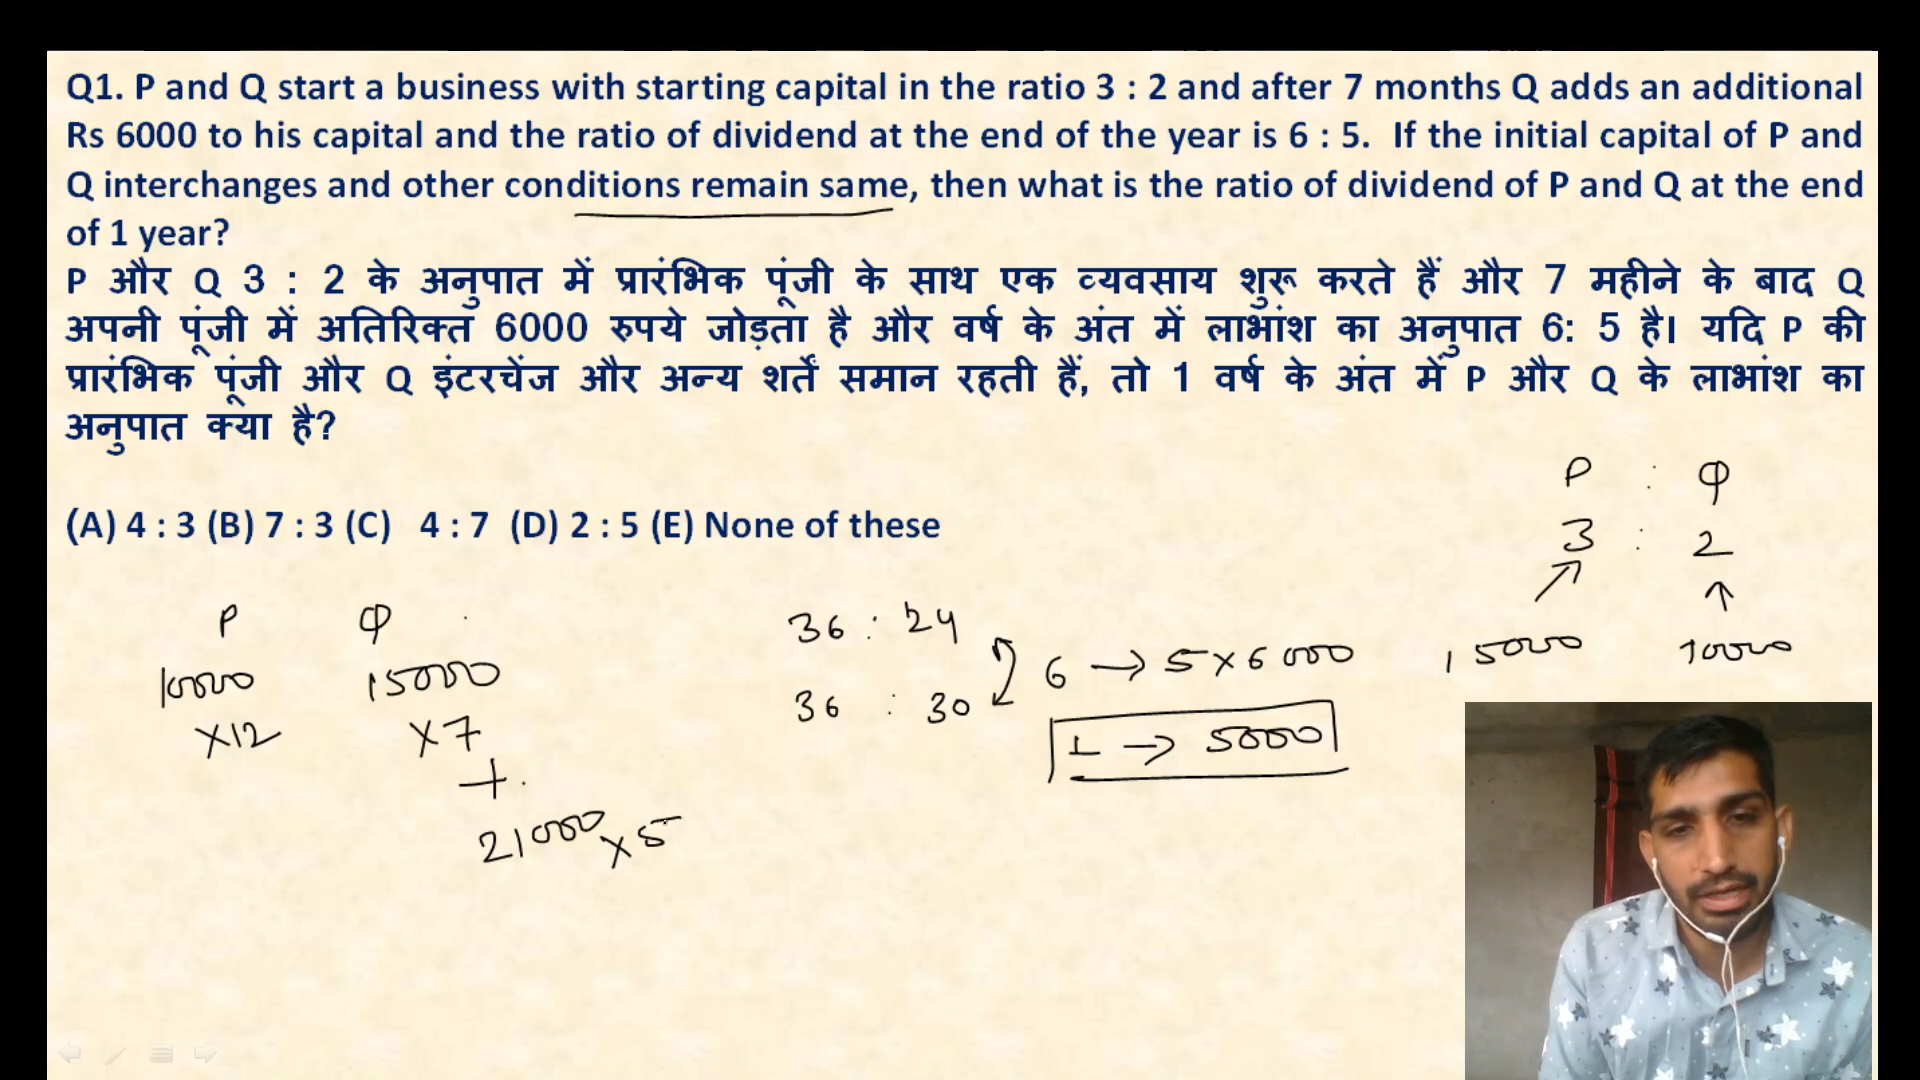 Q1. P and Q start a business with starting capital in the ratio 3 : 2 and after 7 months Q adds an additional
Rs 6000 to his capital and the ratio of dividend at the end of the year is 6 : 5. If the initial capital of P and
Q interchanges and other conditions remain same, then what is the ratio of dividend of P and Q at the end
of 1 year?
P और Q 3 : 2 के अनुपात में प्रारंभिक पूंजी के साथ एक व्यवसाय शुरू करते हैं और 7 महीने के बाद Q
अपनी पूंजी में अतिरिक्त 6000 रुपये जोड़ता है और वर्ष के अंत में लाभांश का अनुपात 6: 5 है। यदि P की
प्रारंभिक पूंजी और Q इंटरचेंज और अन्य शर्तें समान रहती हैं, तो 1 वर्ष के अंत में P और Q के लाभांश का
अनुपात क्या है?
(A) 4 : 3 (B) 7 : 3 (C) 4 : 7 (D) 2 : 5 (E) None of these
P : Q
3 : 2
15000 10000
P Q
10000 15000
×12 ×7
+
21000 ×5
36 : 24
36 : 30
6 → 5×6000
1 → 5000